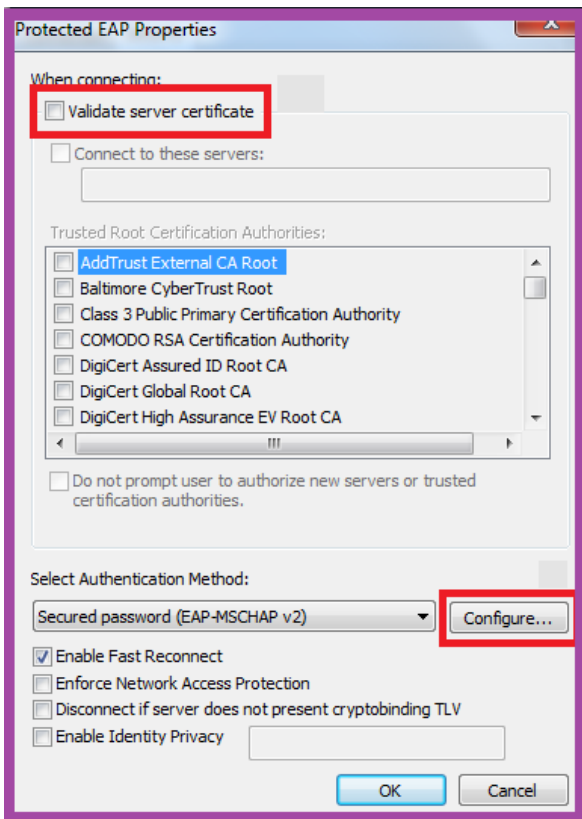 Protected EAP Properties
When connecting:
Validate server certificate
Connect to these servers:
Trusted Root Certification Authorities:
AddTrust External CA Root
Baltimore CyberTrust Root
Class 3 Public Primary Certification Authority
COMODO RSA Certification Authority
DigiCert Assured ID Root CA
DigiCert Global Root CA
DigiCert High Assurance EV Root CA
Do not prompt user to authorize new servers or trusted
certification authorities.
Select Authentication Method:
Secured password (EAP-MSCHAP v2)
Configure...
Enable Fast Reconnect
Enforce Network Access Protection
Disconnect if server does not present cryptobinding TLV
Enable Identity Privacy
OK Cancel